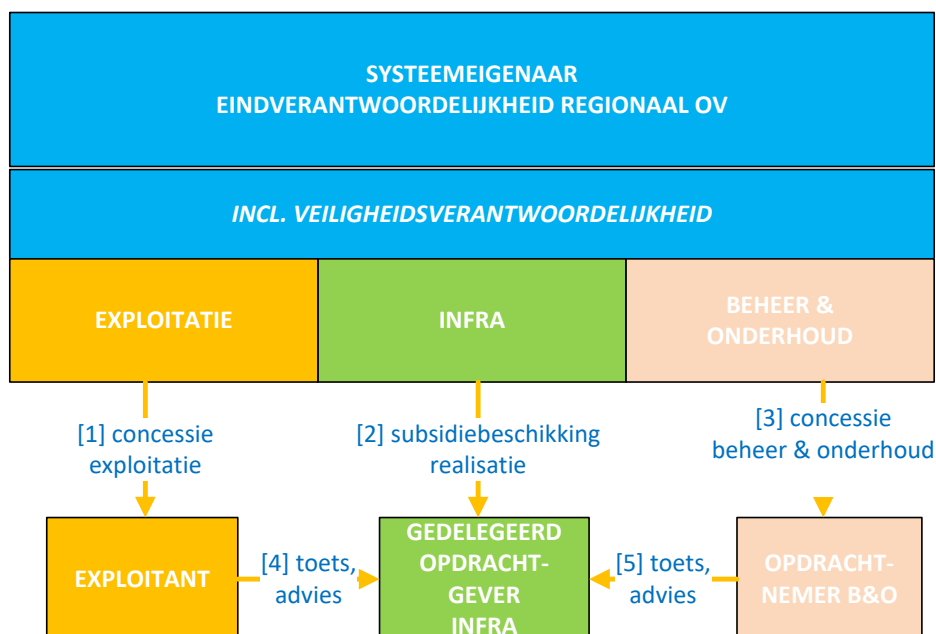 SYSTEEMEIGENAAR
EINDVERANTWOORDELIJKHEID REGIONAAL OV
INCL. VEILIGHEIDSVERANTWOORDELIJKHEID
EXPLOITATIE
INFRA
BEHEER &
ONDERHOUD
[1] concessie
exploitatie
[2] subsidiebeschikking
realisatie
[3] concessie
beheer & onderhoud
EXPLOITANT
[4] toets,
advies
GEDELEGEERD
OPDRACHT-
GEVER
INFRA
[5] toets,
advies
OPDRACHT-
NEMER B&O